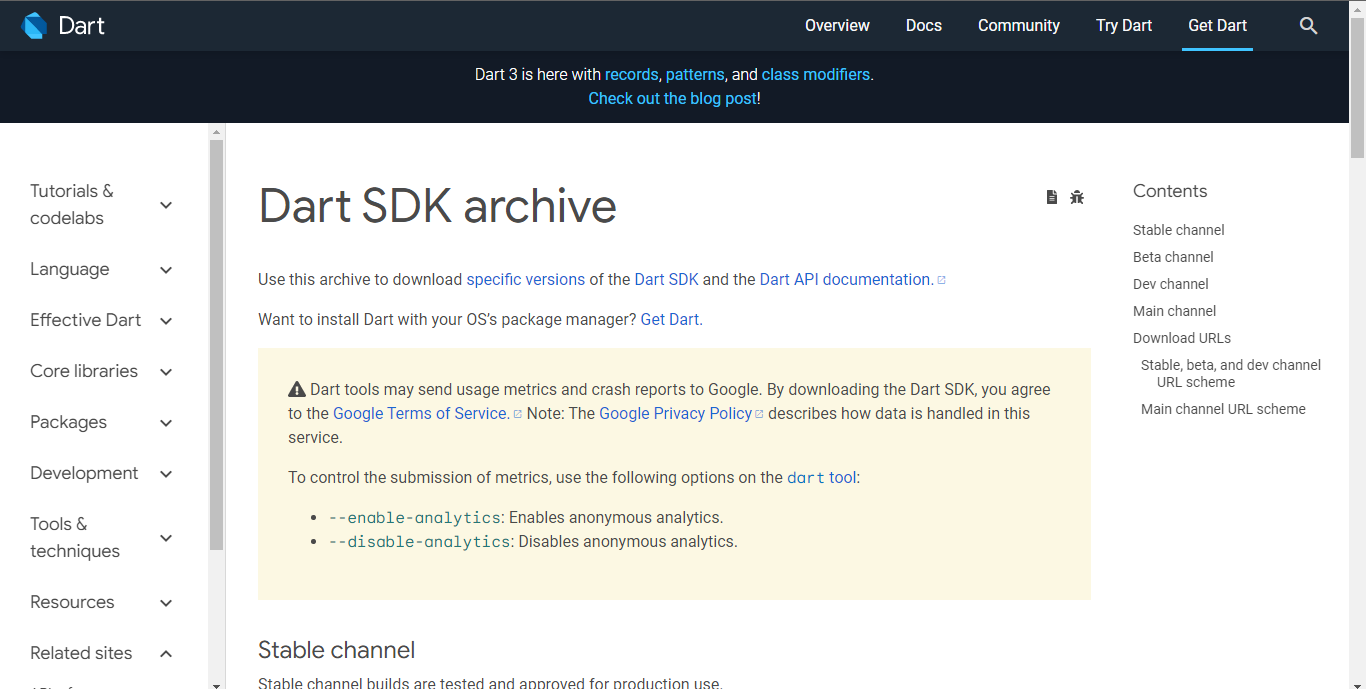 Dart
Overview
Docs
Community
Try Dart
Get Dart
Dart 3 is here with records, patterns, and class modifiers.
Check out the blog post!
Tutorials &
codelabs
Language
Effective Dart
Core libraries
Packages
Development
Tools &
techniques
Resources
Related sites
Dart SDK archive
Use this archive to download specific versions of the Dart SDK and the Dart API documentation.
Want to install Dart with your OS’s package manager? Get Dart.
Dart tools may send usage metrics and crash reports to Google. By downloading the Dart SDK, you agree
to the Google Terms of Service. Note: The Google Privacy Policy describes how data is handled in this
service.
To control the submission of metrics, use the following options on the dart tool:
• --enable-analytics: Enables anonymous analytics.
• --disable-analytics: Disables anonymous analytics.
Stable channel
Stable channel builds are tested and approved for production use.
Contents
Stable channel
Beta channel
Dev channel
Main channel
Download URLs
Stable, beta, and dev channel
URL scheme
Main channel URL scheme